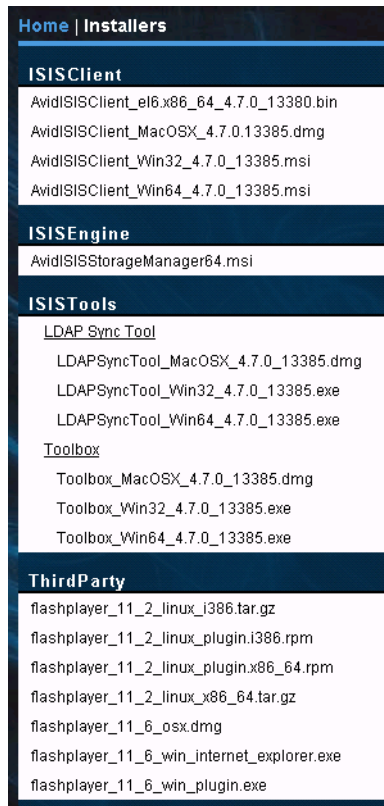 Home | Installers
ISISClient
AvidISISClient_el6.x86_64_4.7.0_13380.bin
AvidISISClient_MacOSX_4.7.0.13385.dmg
AvidISISClient_Win32_4.7.0_13385.msi
AvidISISClient_Win64_4.7.0_13385.msi
ISISEngine
AvidISISStorageManager64.msi
ISISTools
LDAP Sync Tool
LDAPSyncTool_MacOSX_4.7.0_13385.dmg
LDAPSyncTool_Win32_4.7.0_13385.exe
LDAPSyncTool_Win64_4.7.0_13385.exe
Toolbox
Toolbox_MacOSX_4.7.0_13385.dmg
Toolbox_Win32_4.7.0_13385.exe
Toolbox_Win64_4.7.0_13385.exe
ThirdParty
flashplayer_11_2_linux_i386.tar.gz
flashplayer_11_2_linux_plugin.i386.rpm
flashplayer_11_2_linux_plugin.x86_64.rpm
flashplayer_11_2_linux_x86_64.tar.gz
flashplayer_11_6_osx.dmg
flashplayer_11_6_win_internet_explorer.exe
flashplayer_11_6_win_plugin.exe